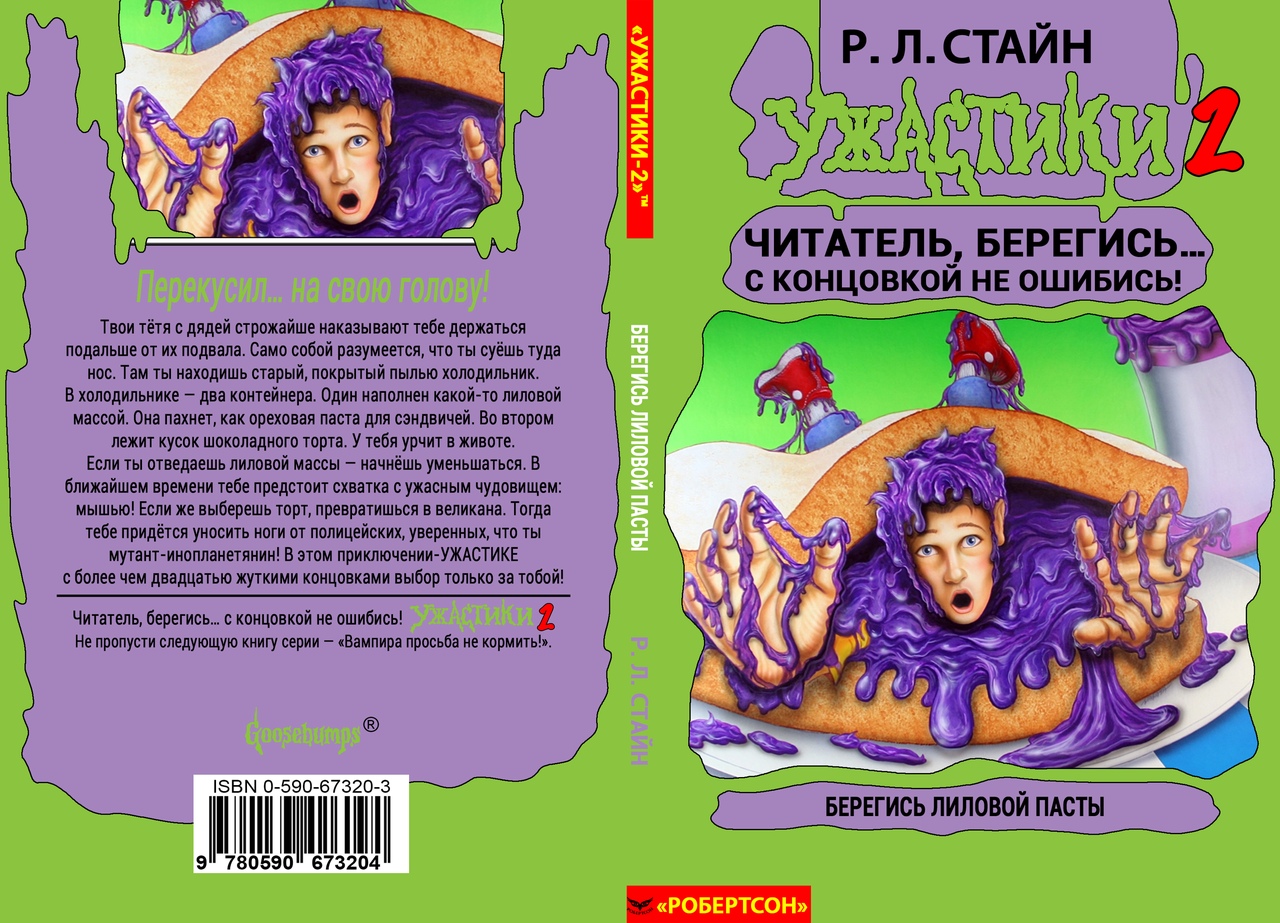 Перекусил... на свою голову!
Твои тётя с дядей строжайше наказывают тебе держаться
подальше от их подвала. Само собой разумеется, что ты суёшь туда
нос. Там ты находишь старый, покрытый пылью холодильник.
В холодильнике — два контейнера. Один наполнен какой-то лиловой
массой. Она пахнет, как ореховая паста для сэндвичей. Во втором
лежит кусок шоколадного торта. У тебя урчит в животе.
Если ты отведаешь лиловой массы — начнёшь уменьшаться. В
ближайшем времени тебе предстоит схватка с ужасным чудовищем:
мышью! Если же выберешь торт, превратишься в великана. Тогда
тебе придётся уносить ноги от полицейских, уверенных, что ты
мутант-инопланетянин! В этом приключении-УЖАСТИКЕ
с более чем двадцатью жуткими концовками выбор только за тобой!
Читатель, берегись... с концовкой не ошибись! УЖАСТИКИ 2
Не пропусти следующую книгу серии — «Вампира просьба не кормить!».
Goosebumps®
ISBN 0-590-67320-3
9 780590 673204
«УЖАСТИКИ-2»™
БЕРЕГИСЬ ЛИЛОВОЙ ПАСТЫ
Р. Л. СТАЙН
«РОБЕРТСОН»
Р. Л. СТАЙН
УЖАСТИКИ 2
ЧИТАТЕЛЬ, БЕРЕГИСЬ...
С КОНЦОВКОЙ НЕ ОШИБИСЬ!
БЕРЕГИСЬ ЛИЛОВОЙ ПАСТЫ